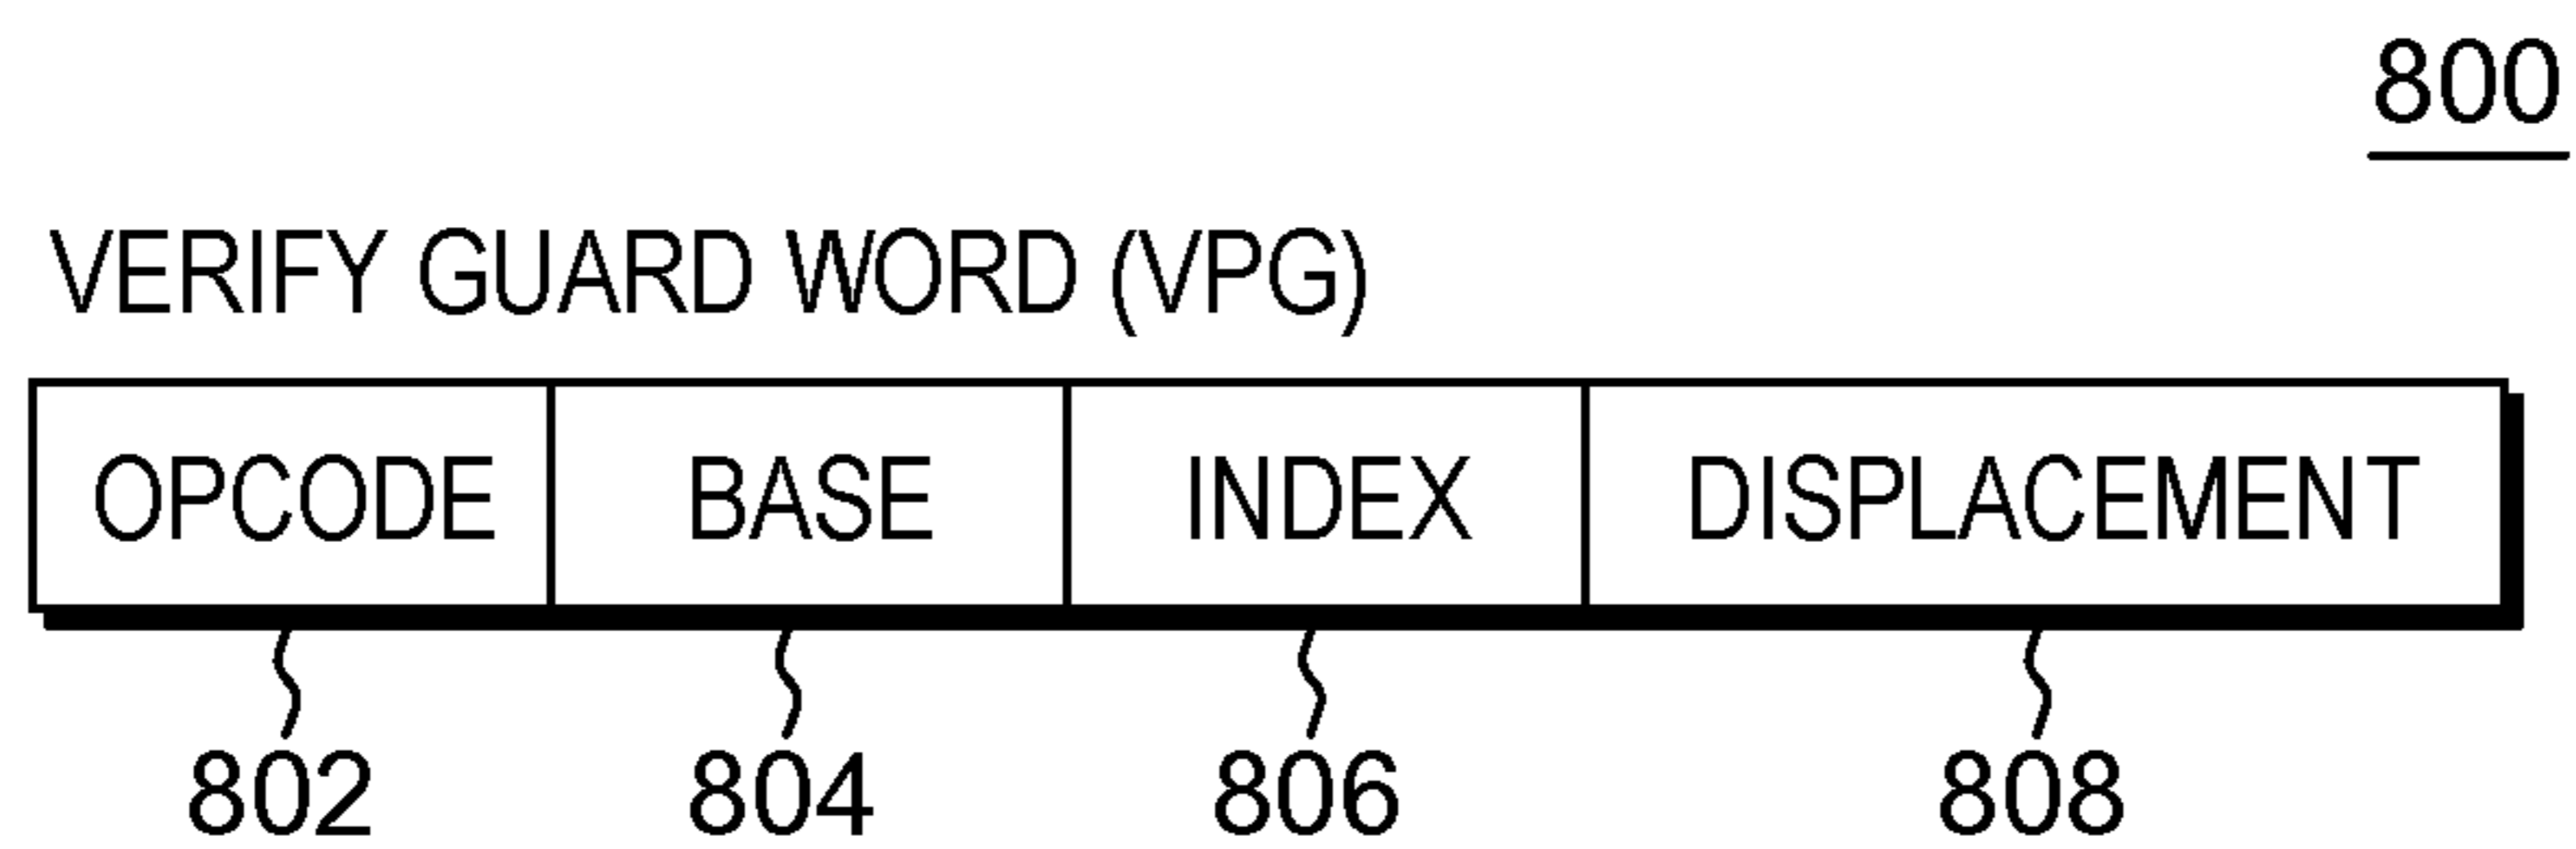 800
VERIFY GUARD WORD (VPG)
OPCODE BASE INDEX DISPLACEMENT
802 804 806 808